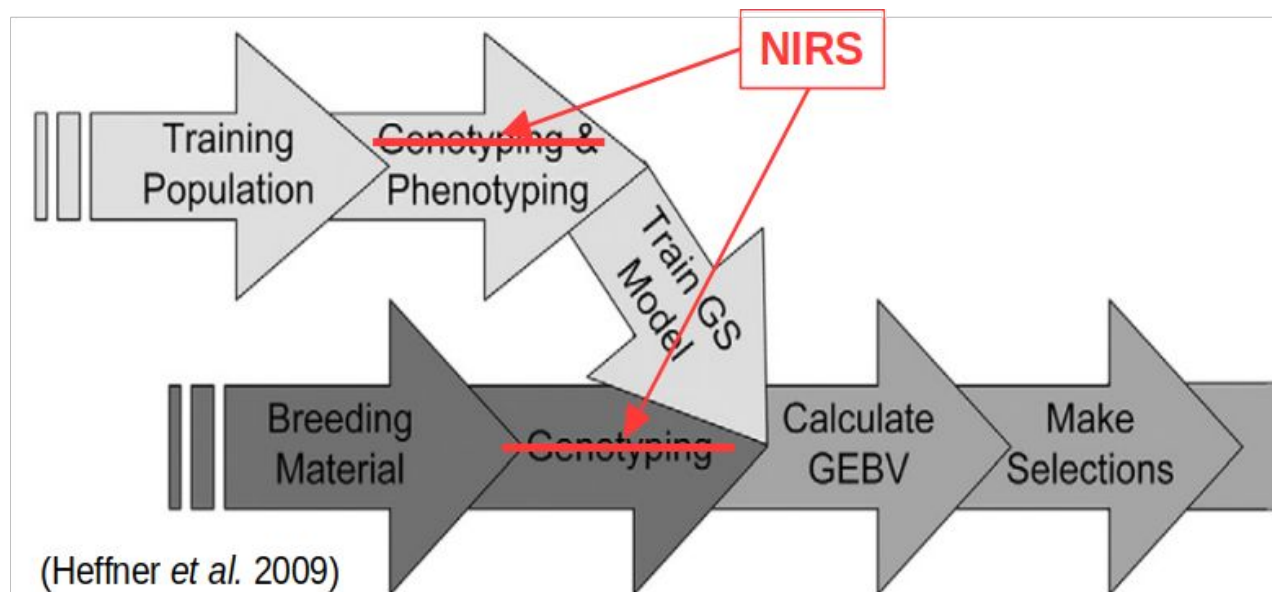 NIRS
Training
Population
Genotyping &
Phenotyping
Train GS
Model
Breeding
Material
Genotyping
Calculate
GEBV
Make
Selections
(Heffner et al. 2009)